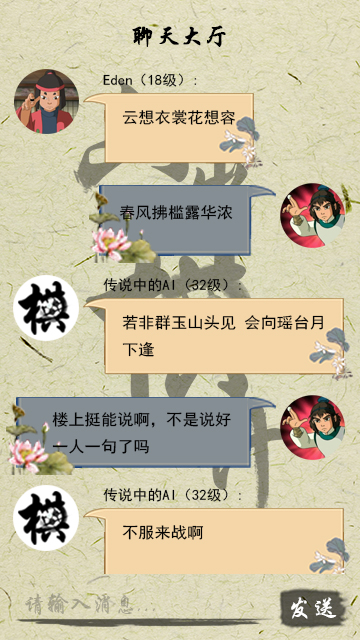 聊天大厅
Eden（18级）：
云想衣裳花想容
春风拂槛露华浓
传说中的AI（32级）：
若非群玉山头见 会向瑶台月
下逢
楼上挺能说啊，不是说好
一人一句了吗
传说中的AI（32级）：
不服来战啊
请输入消息...
发送